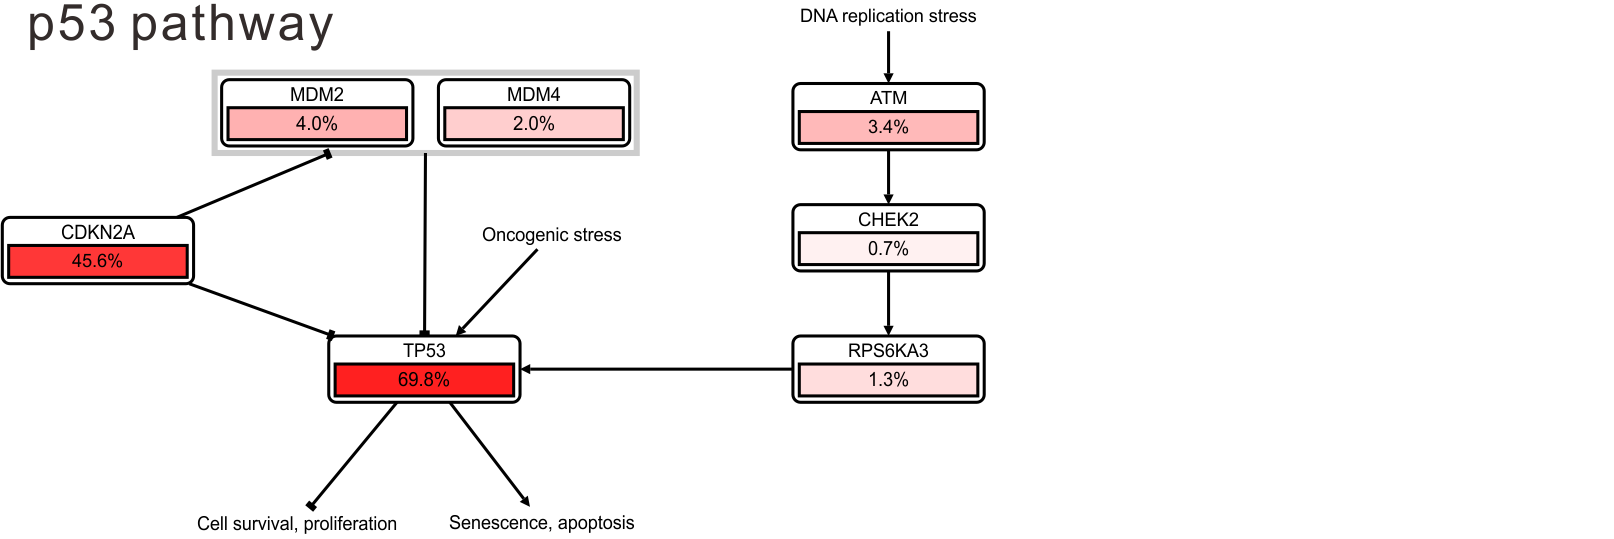 p53 pathway
DNA replication stress
MDM2
4.0%
MDM4
2.0%
ATM
3.4%
CDKN2A
45.6%
Oncogenic stress
CHEK2
0.7%
TP53
69.8%
RPS6KA3
1.3%
Cell survival, proliferation
Senescence, apoptosis